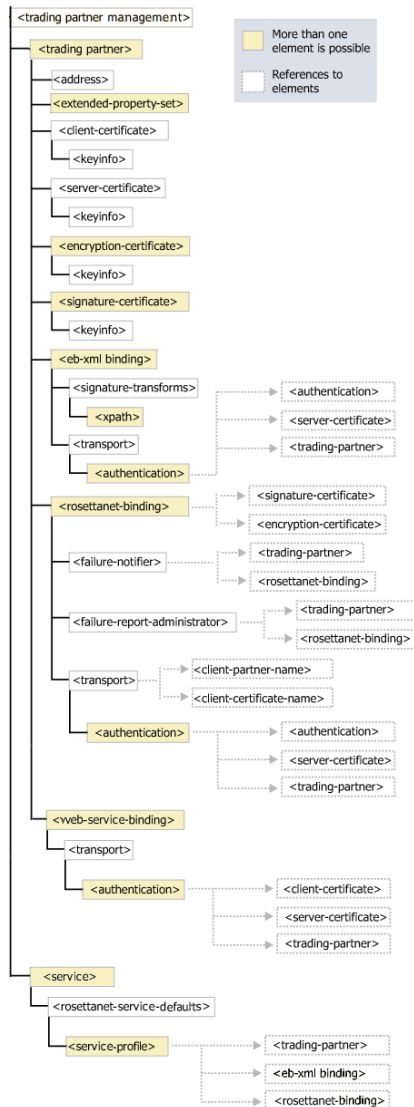 <trading partner management>
More than one
element is possible
References to
elements
<trading partner>
<address>
<extended-property-set>
<client-certificate>
<keyinfo>
<server-certificate>
<keyinfo>
<encryption-certificate>
<keyinfo>
<signature-certificate>
<keyinfo>
<eb-xml binding>
<signature-transforms>
<authentication>
<xpath>
<server-certificate>
<transport>
<trading-partner>
<authentication>
<signature-certificate>
<rosettanet-binding>
<encryption-certificate>
<trading-partner>
<failure-notifier>
<rosettanet-binding>
<trading-partner>
<failure-report-administrator>
<rosettanet-binding>
<client-partner-name>
<transport>
<client-certificate-name>
<authentication>
<authentication>
<server-certificate>
<trading-partner>
<web-service-binding>
<transport>
<authentication>
<client-certificate>
<server-certificate>
<trading-partner>
<service>
<rosettanet-service-defaults>
<service-profile>
<trading-partner>
<eb-xml binding>
<rosettanet-binding>